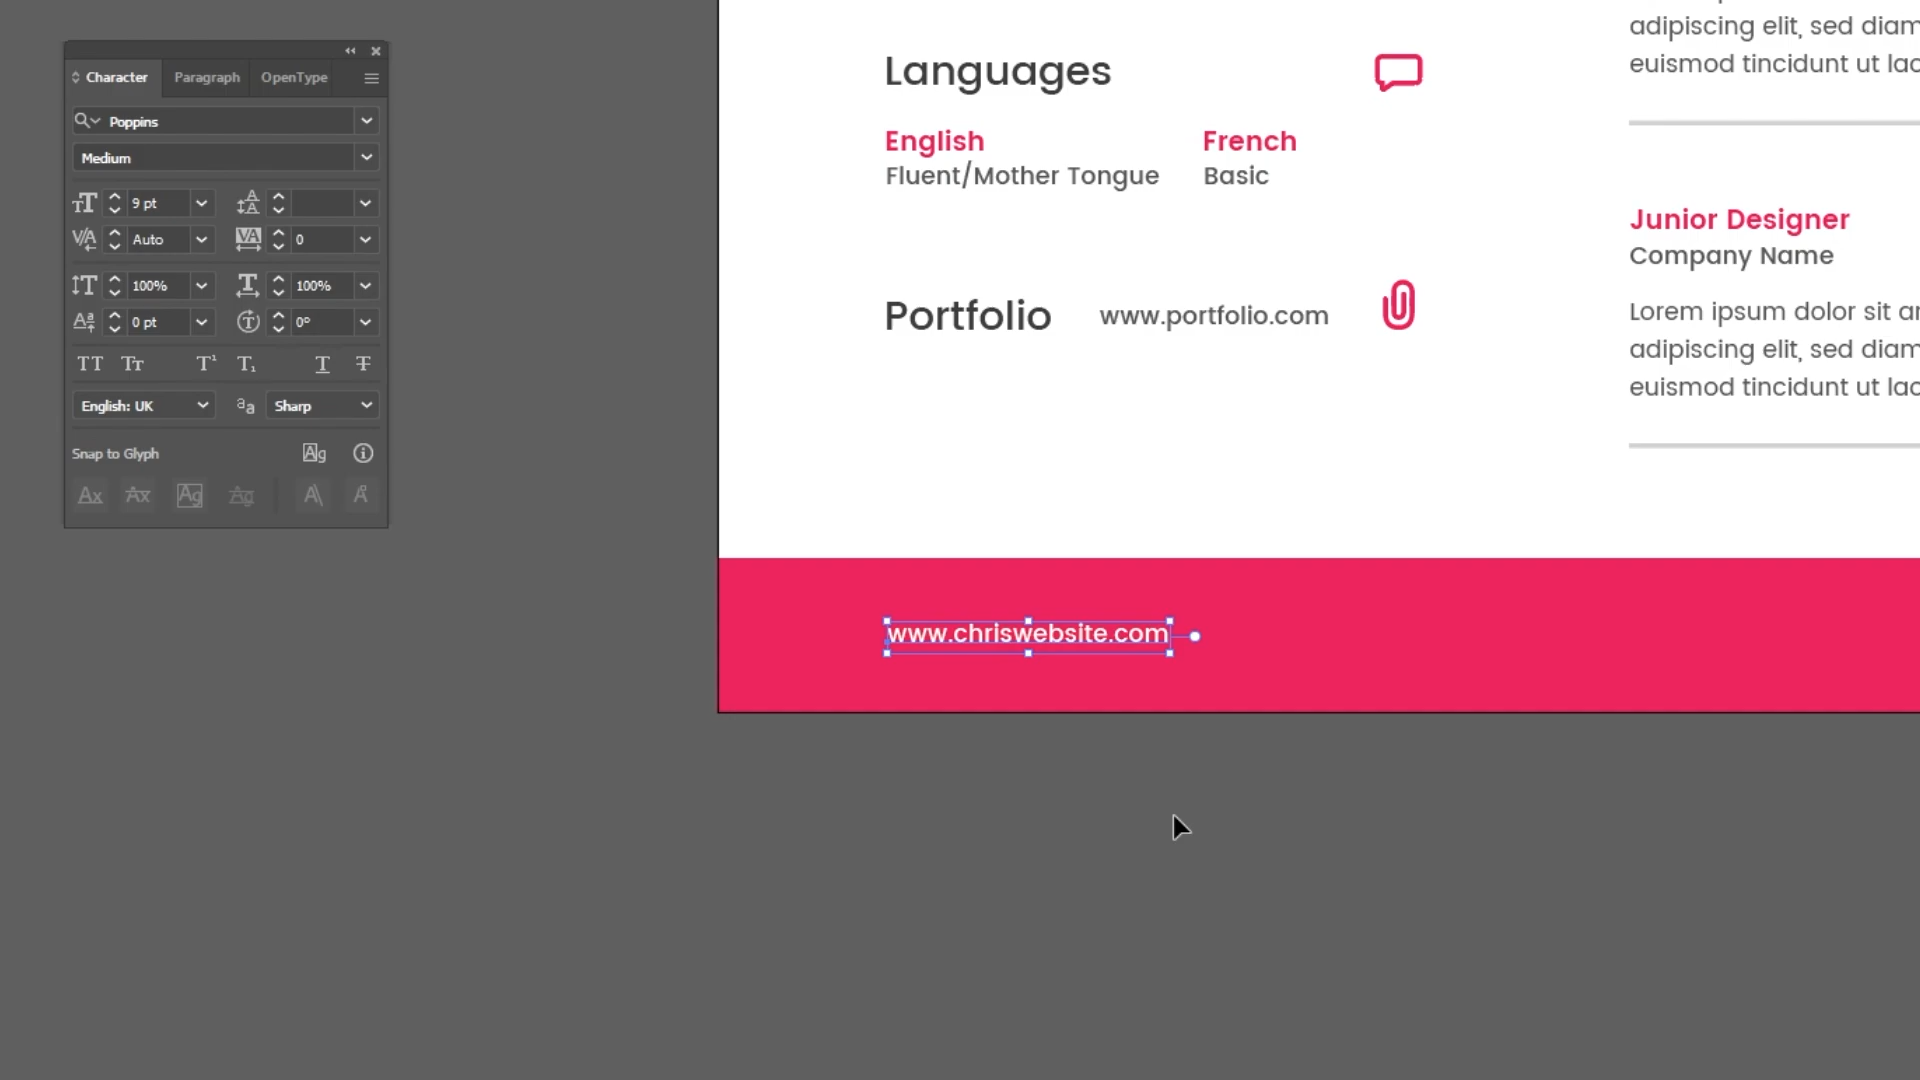 Character Paragraph OpenType
Poppins
Medium
9 pt
Auto 0
100% 100%
0 pt 0°
English: UK Sharp
Snap to Glyph
Languages
English French
Fluent/Mother Tongue Basic
Portfolio www.portfolio.com
www.chriswebsite.com
adipiscing elit, sed diam
euismod tincidunt ut lac
Junior Designer
Company Name
Lorem ipsum dolor sit a
adipiscing elit, sed diam
euismod tincidunt ut lac